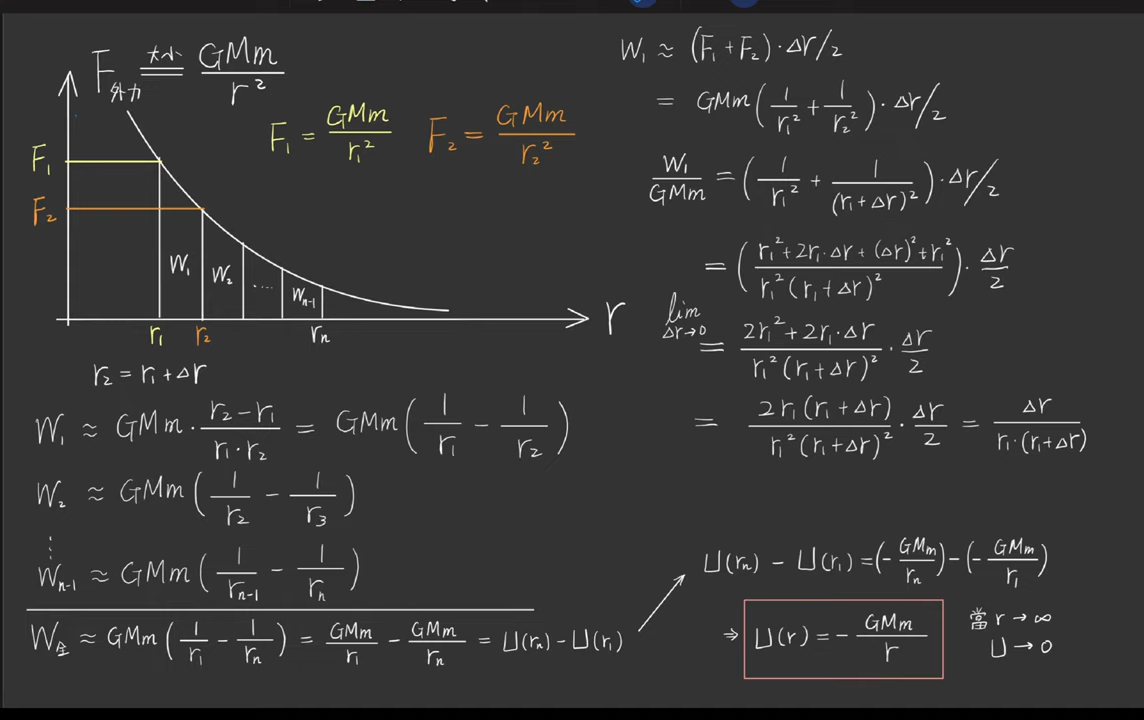 F外力 大小= GMm/r²
F₁ = GMm/r₁² F₂ = GMm/r₂²
F₁
F₂
W₁ W₂ .... Wn-1
r₁ r₂ rn r
r₂ = r₁ + Δr
W₁ ≈ GMm · (r₂ - r₁)/(r₁ · r₂) = GMm(1/r₁ - 1/r₂)
W₂ ≈ GMm(1/r₂ - 1/r₃)
⋮
Wn-1 ≈ GMm(1/rn-1 - 1/rn)
W全 ≈ GMm(1/r₁ - 1/rn) = GMm/r₁ - GMm/rn = U(rn) - U(r₁)
W₁ ≈ (F₁ + F₂) · Δr/2
= GMm(1/r₁² + 1/r₂²) · Δr/2
W₁/GMm = (1/r₁² + 1/(r₁ + Δr)²) · Δr/2
= ((r₁² + 2r₁·Δr + (Δr)² + r₁²)/(r₁²(r₁ + Δr)²)) · Δr/2
lim Δr→0 = (2r₁² + 2r₁·Δr)/(r₁²(r₁ + Δr)²) · Δr/2
= 2r₁(r₁ + Δr)/(r₁²(r₁ + Δr)²) · Δr/2 = Δr/(r₁·(r₁ + Δr))
U(rn) - U(r₁) = (-GMm/rn) - (-GMm/r₁)
⇒ U(r) = - GMm/r
當 r → ∞
U → 0